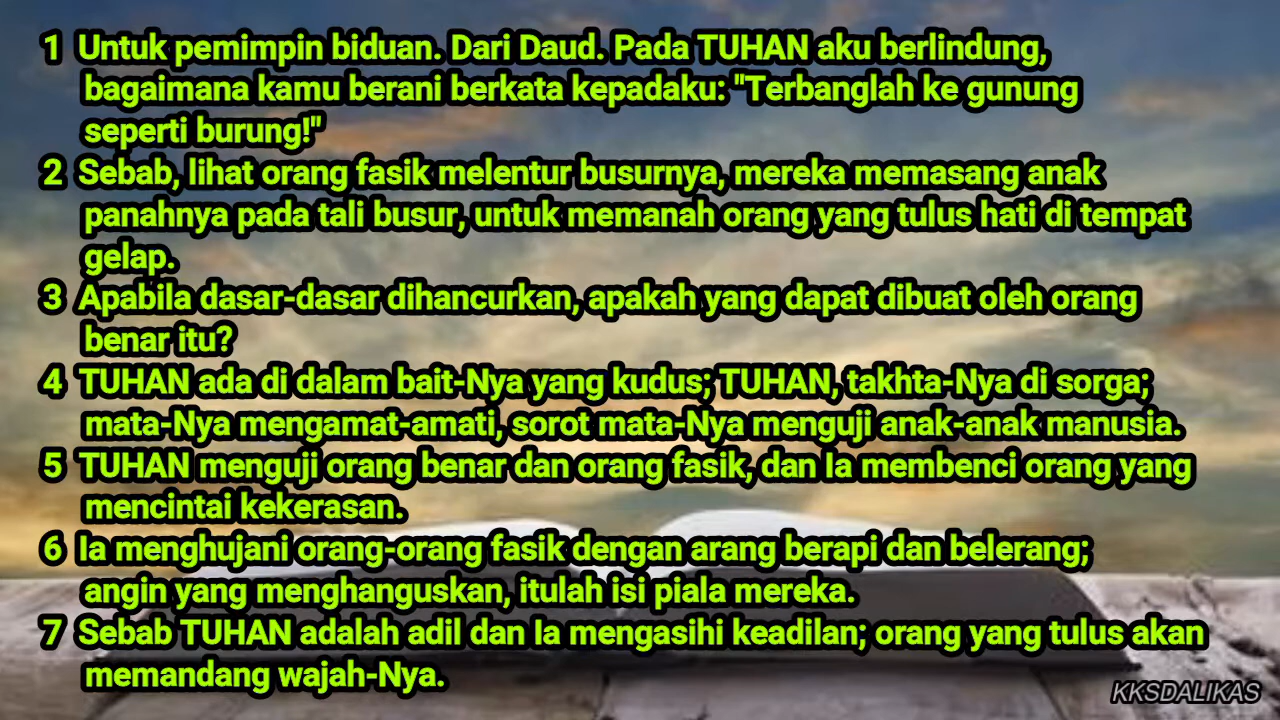 1 Untuk pemimpin biduan. Dari Daud. Pada TUHAN aku berlindung,
bagaimana kamu berani berkata kepadaku: "Terbanglah ke gunung
seperti burung!"
2 Sebab, lihat orang fasik melentur busurnya, mereka memasang anak
panahnya pada tali busur, untuk memanah orang yang tulus hati di tempat
gelap.
3 Apabila dasar-dasar dihancurkan, apakah yang dapat dibuat oleh orang
benar itu?
4 TUHAN ada di dalam bait-Nya yang kudus; TUHAN, takhta-Nya di sorga;
mata-Nya mengamat-amati, sorot mata-Nya menguji anak-anak manusia.
5 TUHAN menguji orang benar dan orang fasik, dan Ia membenci orang yang
mencintai kekerasan.
6 Ia menghujani orang-orang fasik dengan arang berapi dan belerang;
angin yang menghanguskan, itulah isi piala mereka.
7 Sebab TUHAN adalah adil dan Ia mengasihi keadilan; orang yang tulus akan
memandang wajah-Nya.
KKSDALIKAS